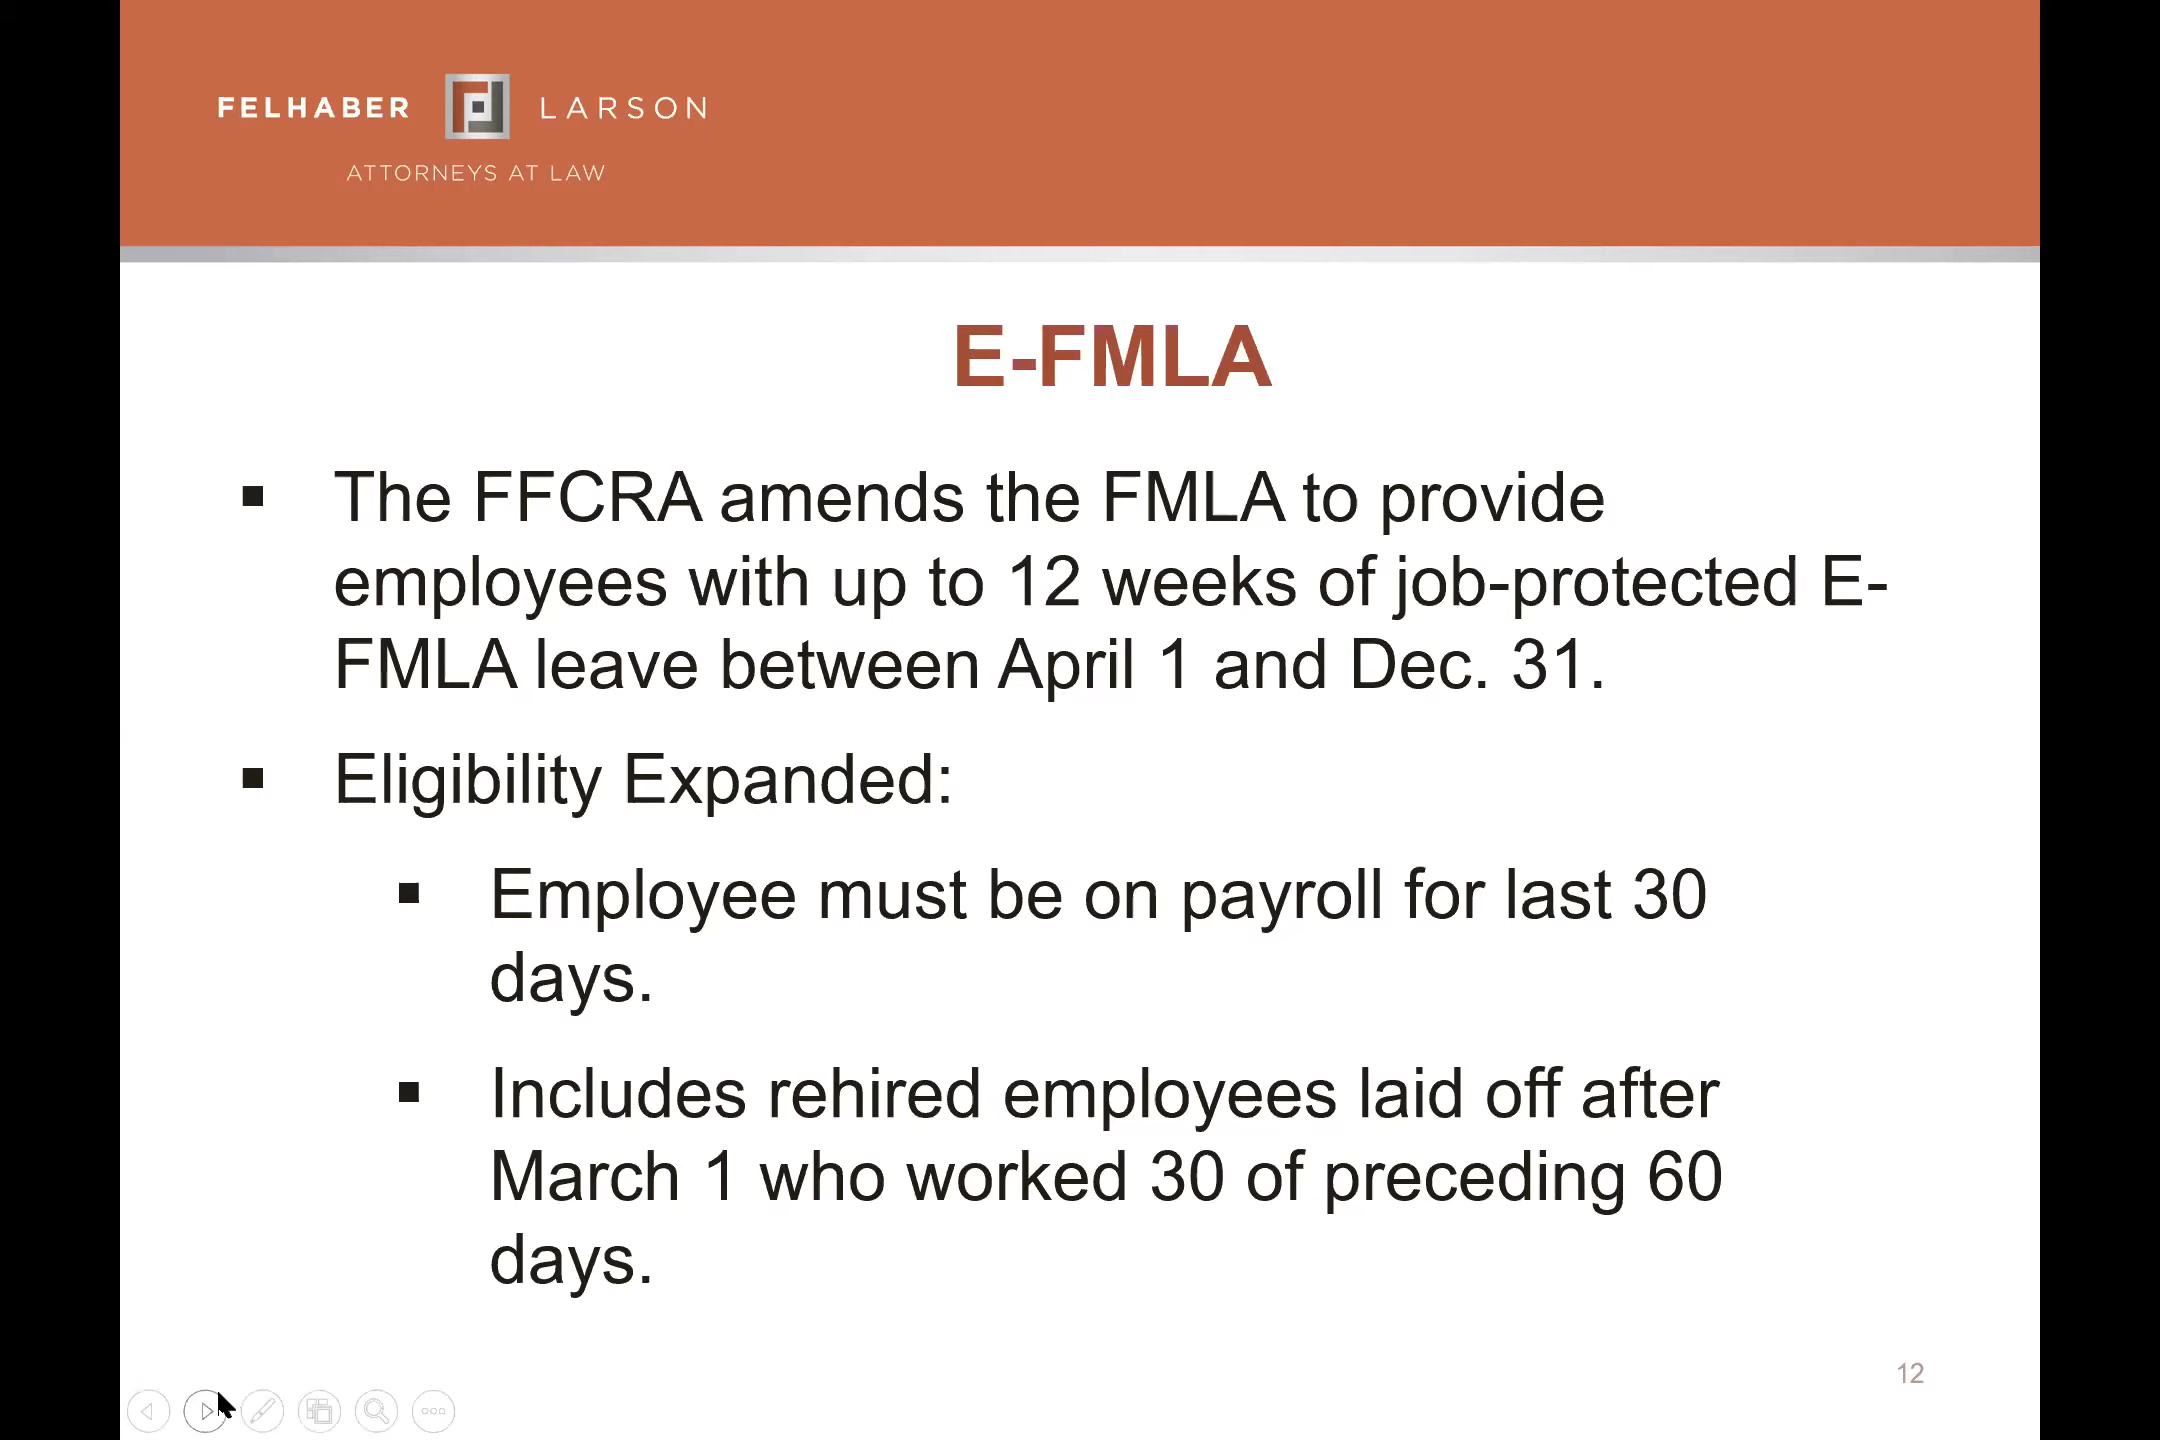 FELHABER LARSON
ATTORNEYS AT LAW
E-FMLA
▪ The FFCRA amends the FMLA to provide
employees with up to 12 weeks of job-protected E-
FMLA leave between April 1 and Dec. 31.
▪ Eligibility Expanded:
▪ Employee must be on payroll for last 30
days.
▪ Includes rehired employees laid off after
March 1 who worked 30 of preceding 60
days.
12